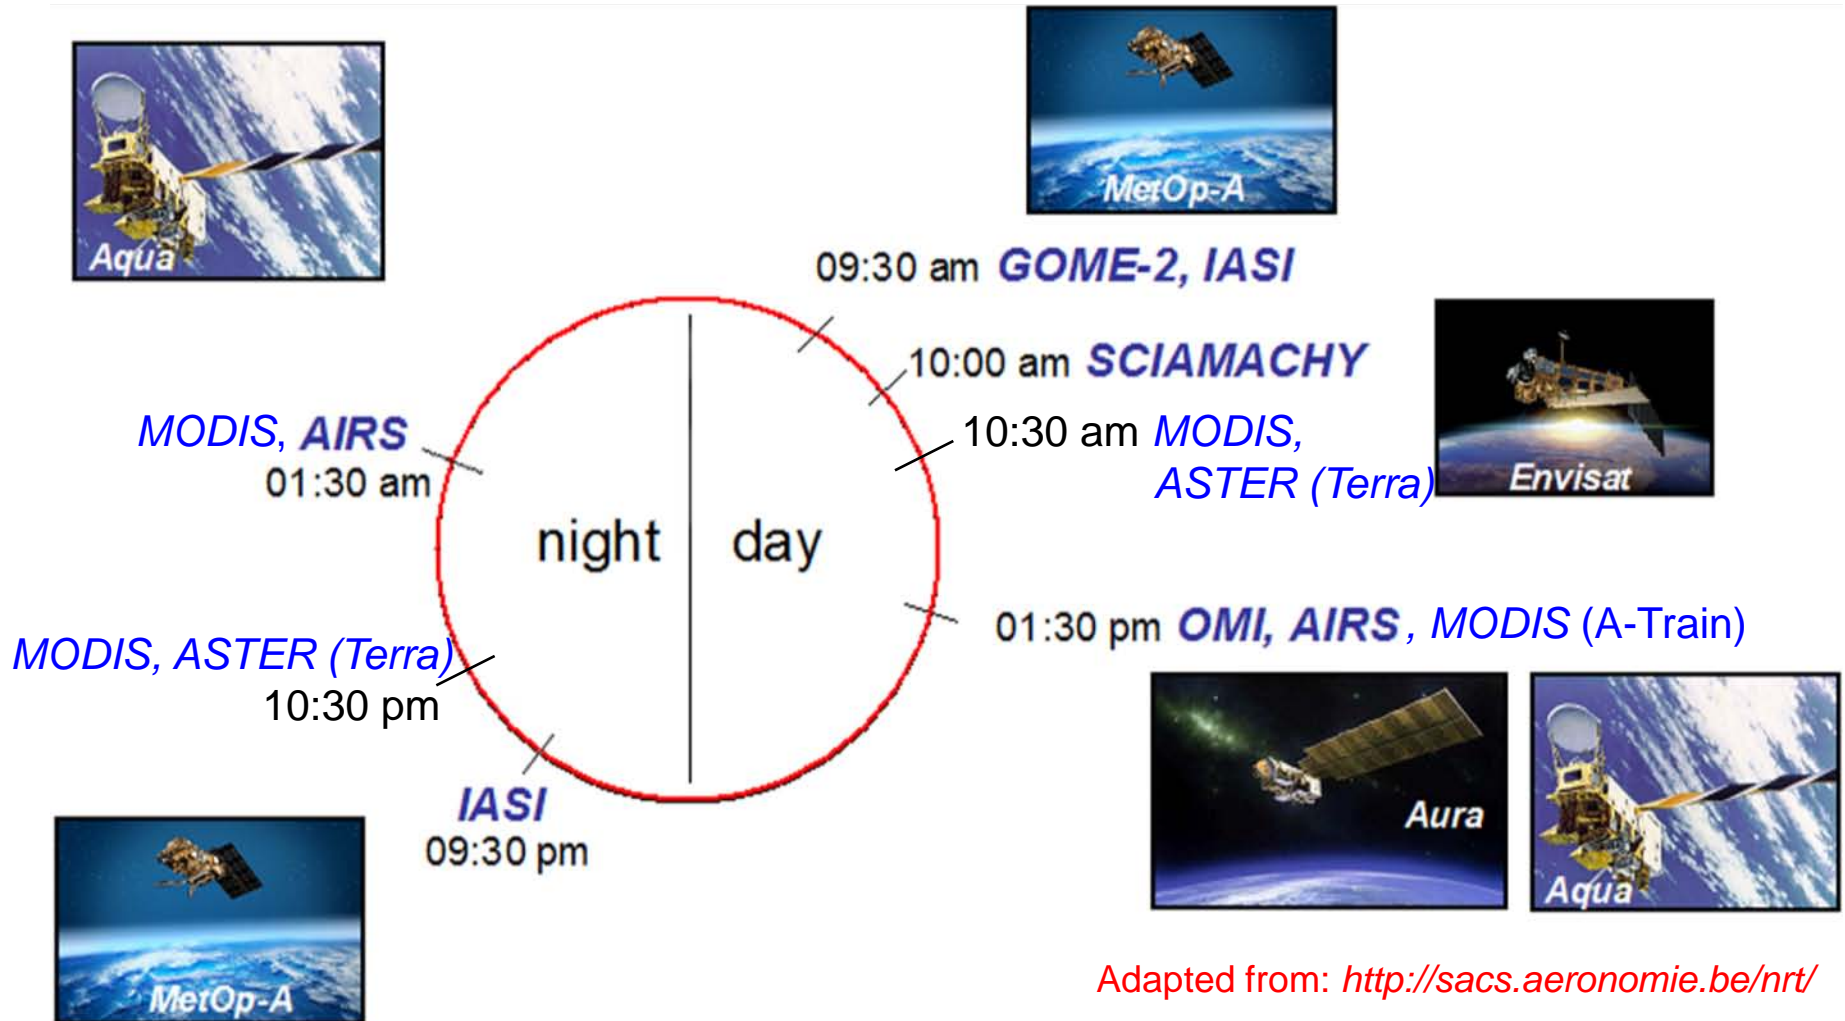 MetOp-A
Aqua
09:30 am GOME-2, IASI
10:00 am SCIAMACHY
MODIS, AIRS
01:30 am
10:30 am MODIS,
ASTER (Terra)
Envisat
night
day
01:30 pm OMI, AIRS , MODIS (A-Train)
MODIS, ASTER (Terra)
10:30 pm
IASI
09:30 pm
Aura
Aqua
MetOp-A
Adapted from: http://sacs.aeronomie.be/nrt/